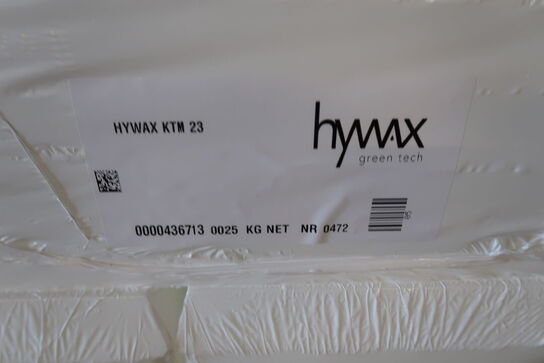 HYWAX KTM 23
hywax
green tech
0000436713 0025 KG NET NR 0472